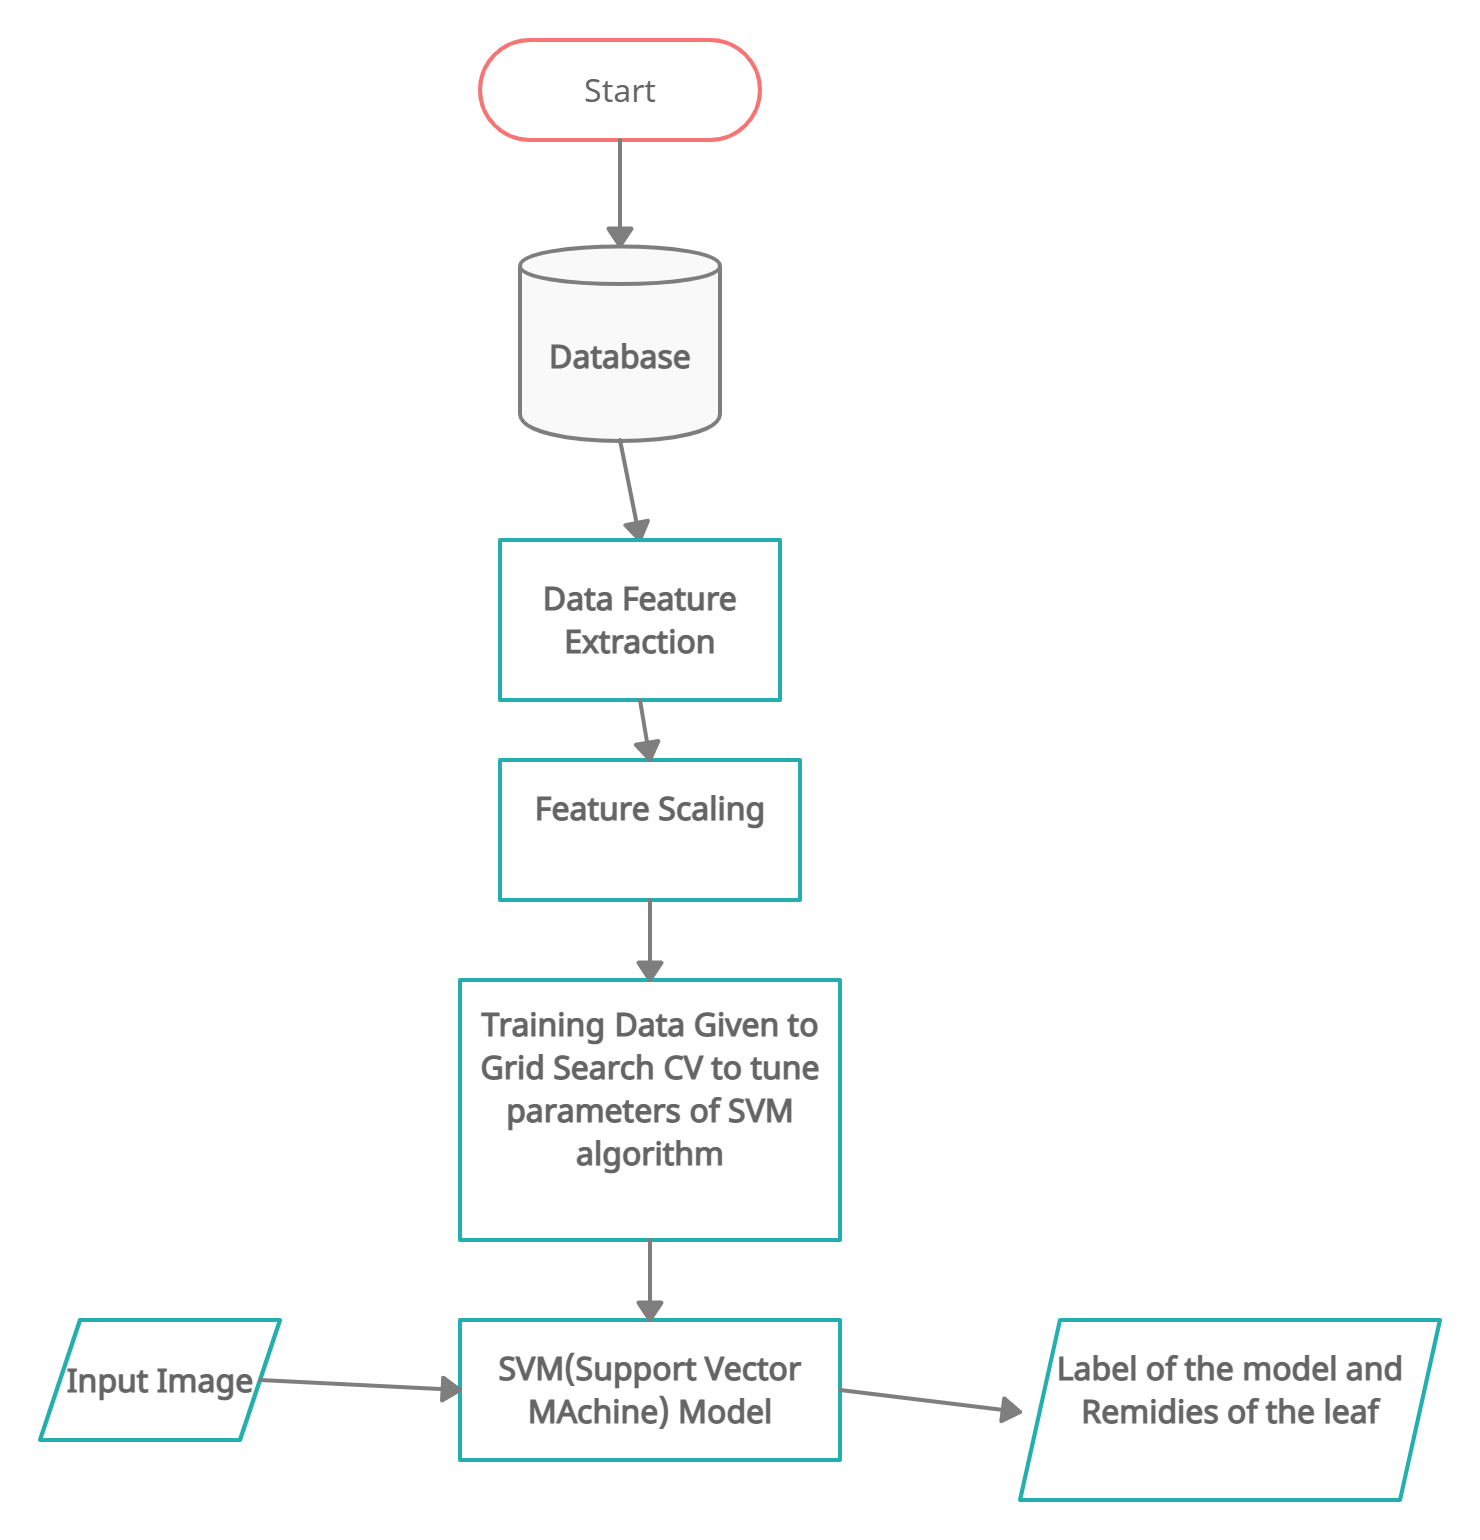 Start
Database
Data Feature
Extraction
Feature Scaling
Training Data Given to
Grid Search CV to tune
parameters of SVM
algorithm
Input Image
SVM(Support Vector
MAchine) Model
Label of the model and
Remidies of the leaf